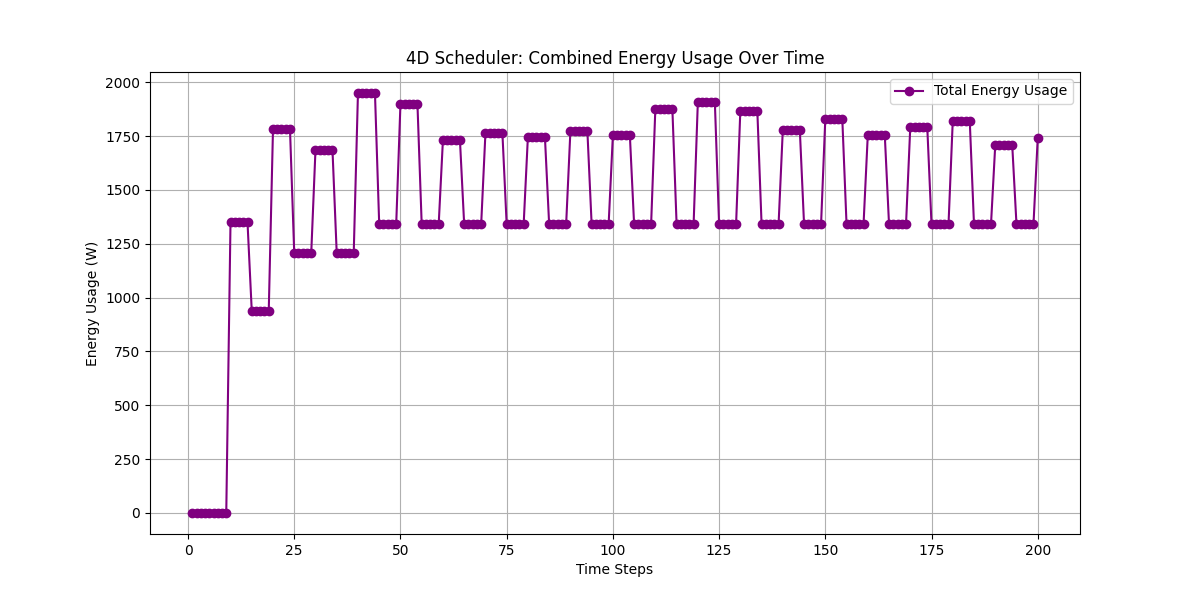 4D Scheduler: Combined Energy Usage Over Time
Total Energy Usage
Energy Usage (W)
2000
1750
1500
1250
1000
750
500
250
0
0 25 50 75 100 125 150 175 200
Time Steps